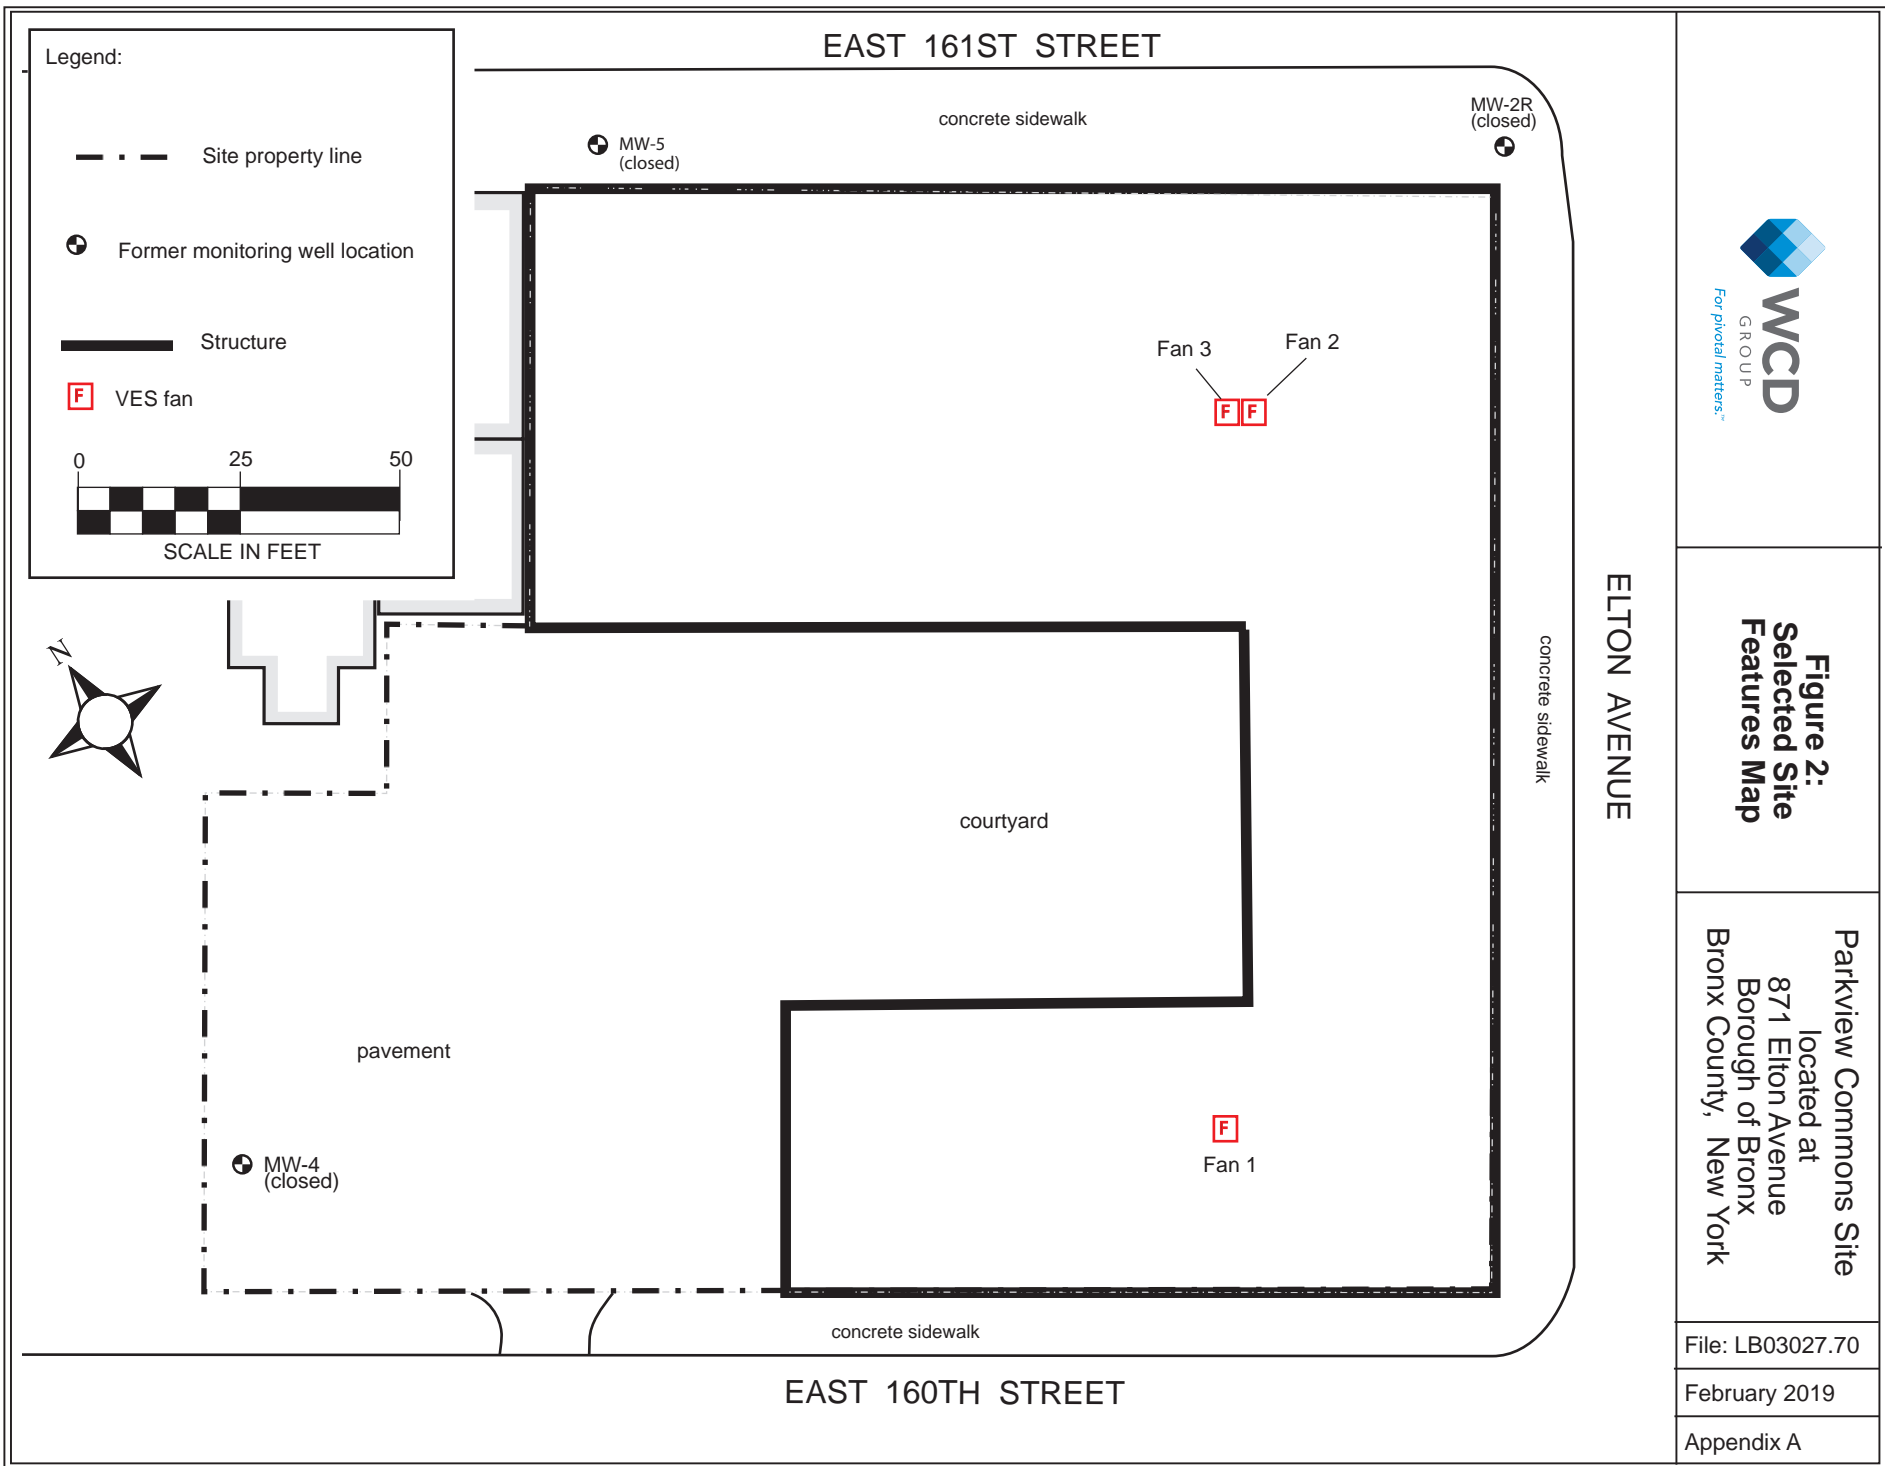 Legend:
Site property line
Former monitoring well location
Structure
F VES fan
0 25 50
SCALE IN FEET
N
EAST 161ST STREET
concrete sidewalk
MW-5
(closed)
MW-2R
(closed)
Fan 3
Fan 2
F F
courtyard
pavement
MW-4
(closed)
F
Fan 1
concrete sidewalk
EAST 160TH STREET
concrete sidewalk
ELTON AVENUE
WCD
GROUP
For pivotal matters.™
Figure 2:
Selected Site
Features Map
Parkview Commons Site
located at
871 Elton Avenue
Borough of Bronx
Bronx County, New York
File: LB03027.70
February 2019
Appendix A